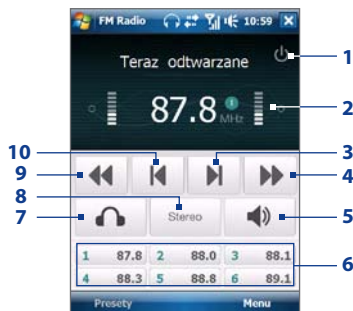 FM Radio 10:59
Teraz odtwarzane
1
87.8 MHz
2
10
3
9
4
8
7
Stereo
5
1 87.8 2 88.0 3 88.1
6
4 88.3 5 88.8 6 89.1
Presety Menu